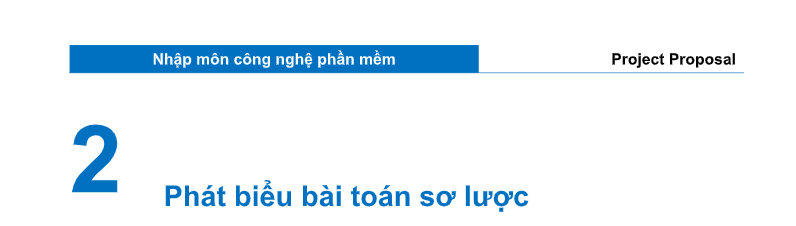 Nhập môn công nghệ phần mềm
Project Proposal
2
Phát biểu bài toán sơ lược